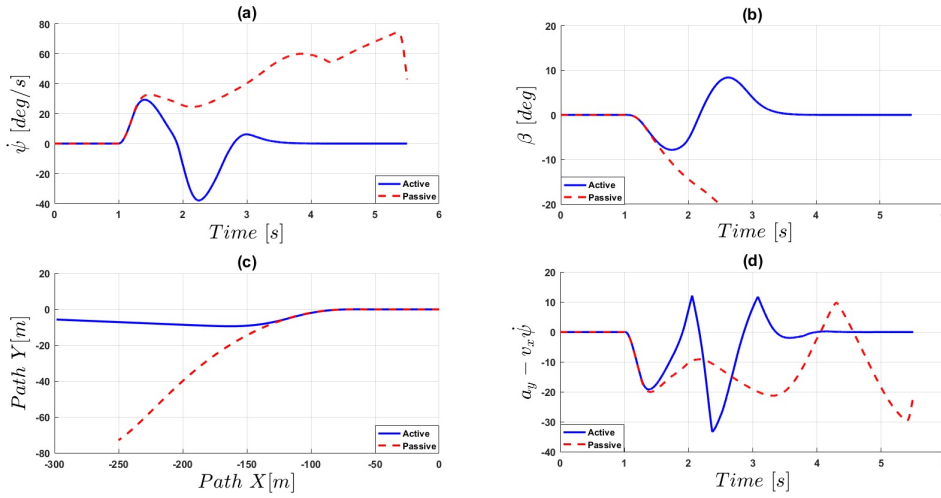 (a)
80
60
40
20
0
-20
-40
ψ̇ [deg/s]
0 1 2 3 4 5 6
Time [s]
Active
Passive
(b)
20
10
0
-10
-20
β [deg]
0 1 2 3 4 5
Time [s]
Active
Passive
(c)
20
0
-20
-40
-60
-80
Path Y[m]
-300 -250 -200 -150 -100 -50 0
Path X[m]
Active
Passive
(d)
20
10
0
-10
-20
-30
-40
a_y − v_xψ̇
0 1 2 3 4 5
Time [s]
Active
Passive